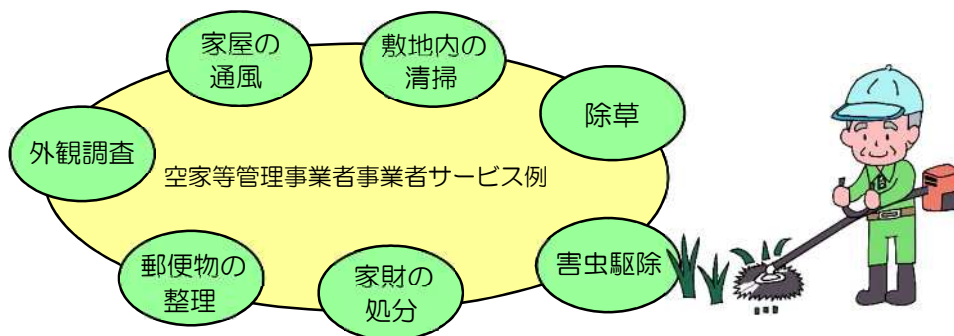 家屋の
通風
敷地内の
清掃
除草
外観調査
空家等管理事業者事業者サービス例
郵便物の
整理
家財の
処分
害虫駆除